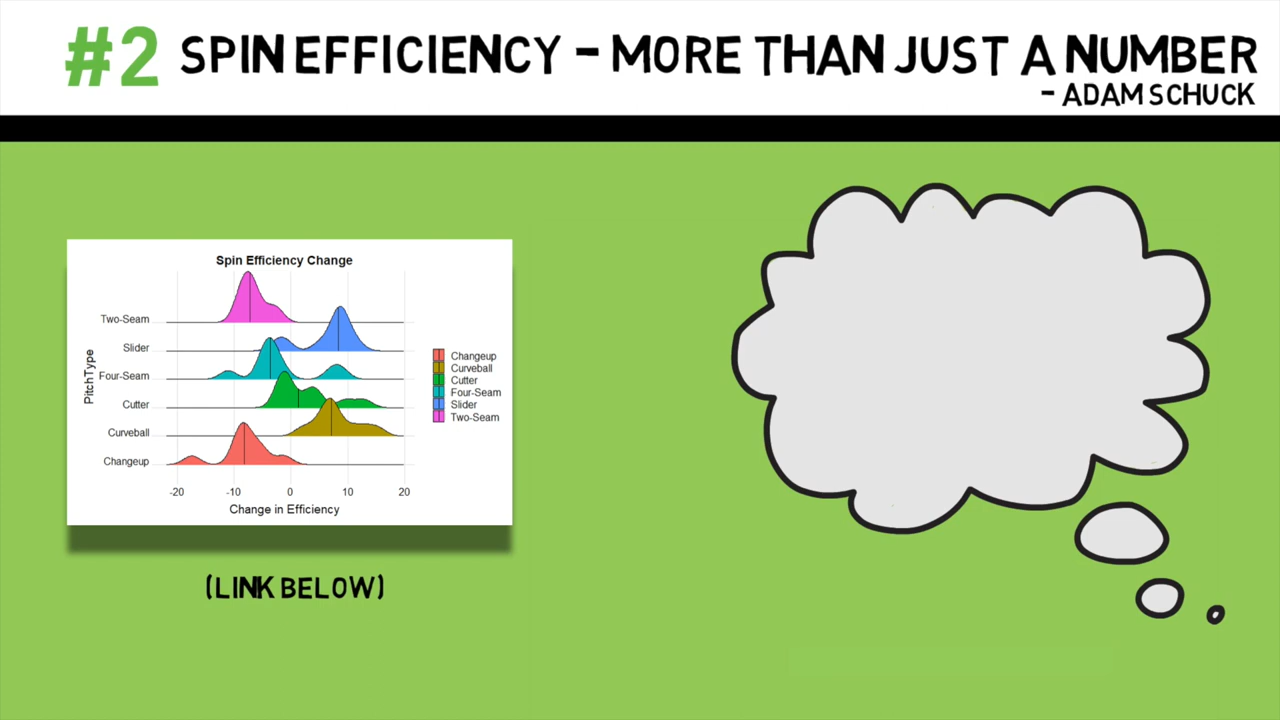 #2 SPIN EFFICIENCY - MORE THAN JUST A NUMBER
- ADAM SCHUCK
Spin Efficiency Change
PitchType
Two-Seam
Slider
Four-Seam
Cutter
Curveball
Changeup
-20 -10 0 10 20
Change in Efficiency
Changeup
Curveball
Cutter
Four-Seam
Slider
Two-Seam
(LINK BELOW)